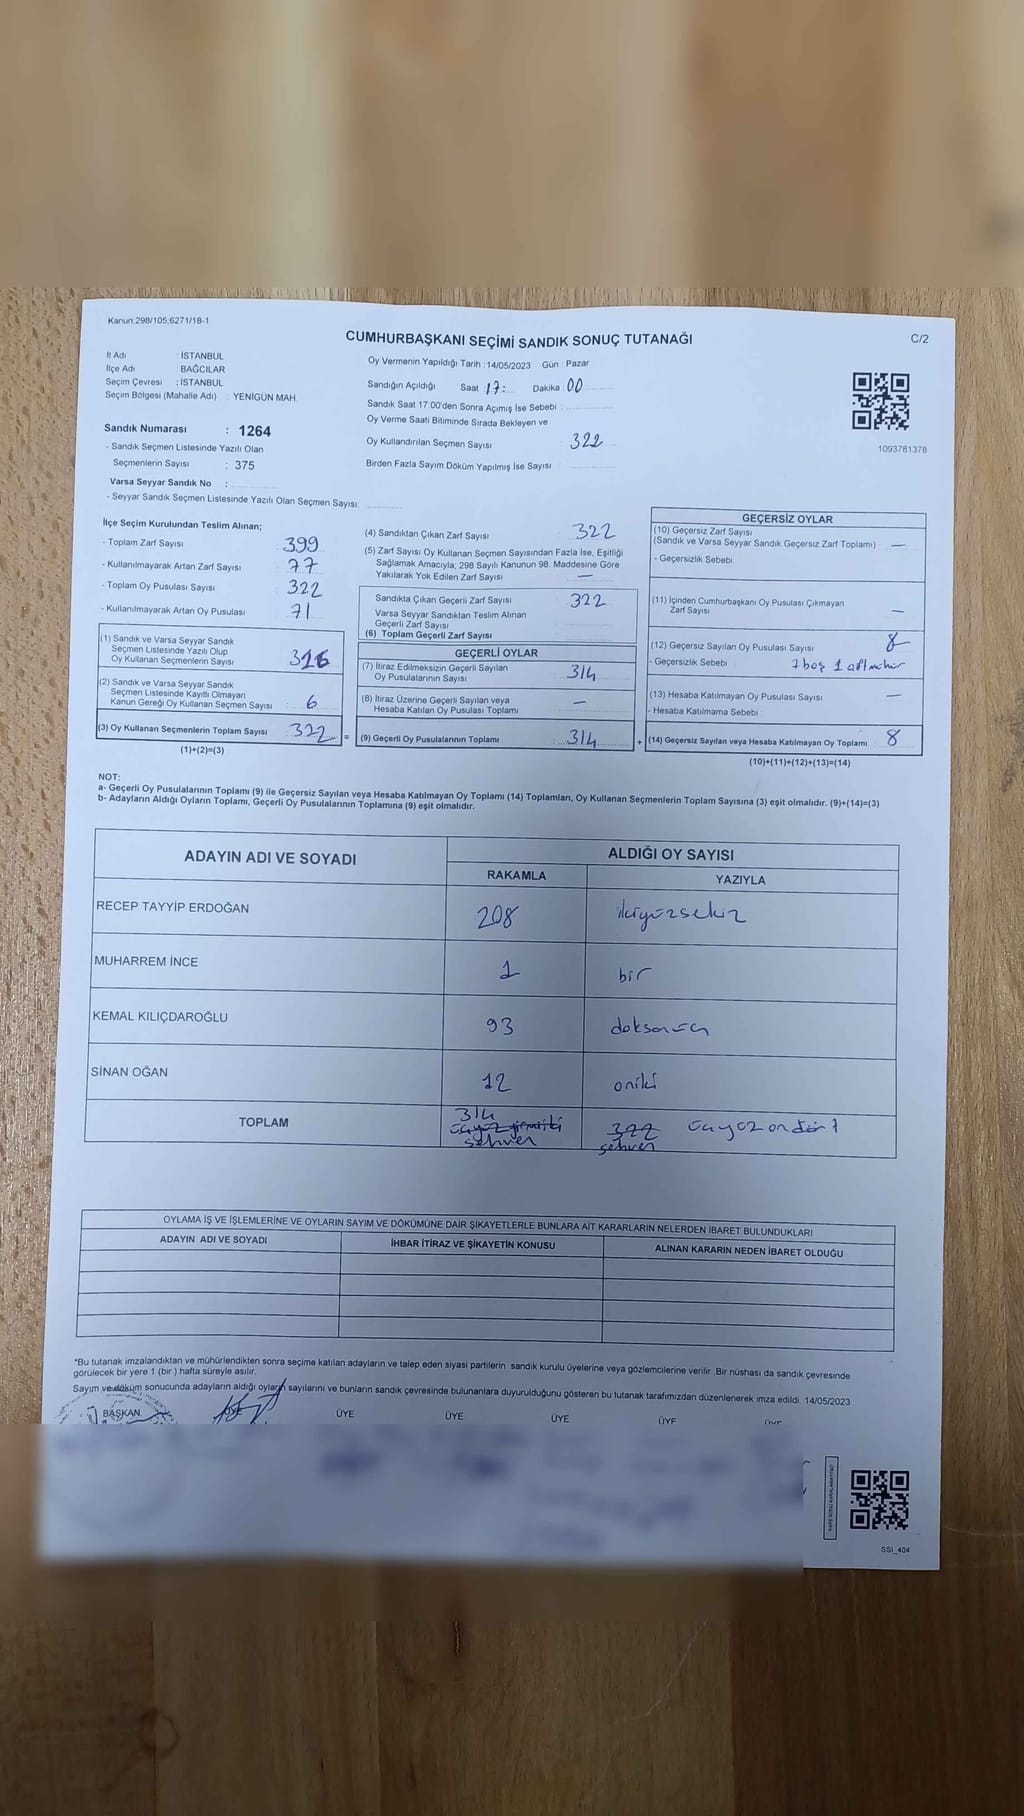 Kanun:298/105;6271/18-1
CUMHURBAŞKANI SEÇİMİ SANDIK SONUÇ TUTANAĞI
C/2
İl Adı : İSTANBUL
İlçe Adı BAĞCILAR
Seçim Çevresi : İSTANBUL
Seçim Bölgesi (Mahalle Adı) : YENİGÜN MAH.
Oy Vermenin Yapıldığı Tarih : 14/05/2023 Gün : Pazar
Sandığın Açıldığı Saat 17: Dakika : 00
Sandık Saat 17:00'den Sonra Açımış İse Sebebi :
Oy Verme Saati Bitiminde Sırada Bekleyen ve
Oy Kullandırılan Seçmen Sayısı 322
Birden Fazla Sayım Döküm Yapılmış İse Sayısı
1093781378
Sandık Numarası : 1264
- Sandık Seçmen Listesinde Yazılı Olan
Seçmenlerin Sayısı : 375
Varsa Seyyar Sandık No :
- Seyyar Sandık Seçmen Listesinde Yazılı Olan Seçmen Sayısı:
İlçe Seçim Kurulundan Teslim Alınan;
- Toplam Zarf Sayısı 399
- Kullanılmayarak Artan Zarf Sayısı 77
- Toplam Oy Pusulası Sayısı 322
- Kullanılmayarak Artan Oy Pusulası 71
(1) Sandık ve Varsa Seyyar Sandık
Seçmen Listesinde Yazılı Olup
Oy Kullanan Seçmenlerin Sayısı 316
(2) Sandık ve Varsa Seyyar Sandık
Seçmen Listesinde Kayıtlı Olmayan
Kanun Gereği Oy Kullanan Seçmen Sayısı 6
(3) Oy Kullanan Seçmenlerin Toplam Sayısı 322 =
(1)+(2)=(3)
(4) Sandıktan Çıkan Zarf Sayısı 322
(5) Zarf Sayısı Oy Kullanan Seçmen Sayısından Fazla İse, Eşitliği
Sağlamak Amacıyla; 298 Sayılı Kanunun 98. Maddesine Göre
Yakılarak Yok Edilen Zarf Sayısı —
Sandıkta Çıkan Geçerli Zarf Sayısı 322
Varsa Seyyar Sandıktan Teslim Alınan
Geçerli Zarf Sayısı
(6) Toplam Geçerli Zarf Sayısı
GEÇERLİ OYLAR
(7) İtiraz Edilmeksizin Geçerli Sayılan
Oy Pusulalarının Sayısı 314
(8) İtiraz Üzerine Geçerli Sayılan veya
Hesaba Katılan Oy Pusulası Toplamı —
(9) Geçerli Oy Pusulalarının Toplamı 314 +
GEÇERSİZ OYLAR
(10) Geçersiz Zarf Sayısı
(Sandık ve Varsa Seyyar Sandık Geçersiz Zarf Toplamı) —
- Geçersizlik Sebebi
(11) İçinden Cumhurbaşkanı Oy Pusulası Çıkmayan
Zarf Sayısı —
(12) Geçersiz Sayılan Oy Pusulası Sayısı 8
- Geçersizlik Sebebi 7 boş 1
(13) Hesaba Katılmayan Oy Pusulası Sayısı —
- Hesaba Katılmama Sebebi
(14) Geçersiz Sayılan veya Hesaba Katılmayan Oy Toplamı 8
(10)+(11)+(12)+(13)=(14)
NOT:
a- Geçerli Oy Pusulalarının Toplamı (9) ile Geçersiz Sayılan veya Hesaba Katılmayan Oy Toplamı (14) Toplamları, Oy Kullanan Seçmenlerin Toplam Sayısına (3) eşit olmalıdır. (9)+(14)=(3)
b- Adayların Aldığı Oyların Toplamı, Geçerli Oy Pusulalarının Toplamına (9) eşit olmalıdır.
ADAYIN ADI VE SOYADI
ALDIĞI OY SAYISI
RAKAMLA YAZIYLA
RECEP TAYYİP ERDOĞAN 208 ikiyüzsekiz
MUHARREM İNCE 1 bir
KEMAL KILIÇDAROĞLU 93 doksanüç
SİNAN OĞAN 12 oniki
TOPLAM 314 üçyüzyirmiiki sehven 322 sehven üçyüzondört
OYLAMA İŞ VE İŞLEMLERİNE VE OYLARIN SAYIM VE DÖKÜMÜNE DAİR ŞİKAYETLERLE BUNLARA AİT KARARLARIN NELERDEN İBARET BULUNDUKLARI
ADAYIN ADI VE SOYADI İHBAR İTİRAZ VE ŞİKAYETİN KONUSU ALINAN KARARIN NEDEN İBARET OLDUĞU
*Bu tutanak imzalandıktan ve mühürlendikten sonra seçime katılan adayların ve talep eden siyasi partilerin sandık kurulu üyelerine veya gözlemcilerine verilir. Bir nüshası da sandık çevresinde
görülecek bir yere 1 (bir) hafta süreyle asılır.
Sayım ve döküm sonucunda adayların aldığı oyların sayılarını ve bunların sandık çevresinde bulunanlara duyurulduğunu gösteren bu tutanak tarafımızdan düzenlenerek imza edildi. 14/05/2023
BAŞKAN ÜYE ÜYE ÜYE ÜYE ÜYE ÜYE
SSI_404